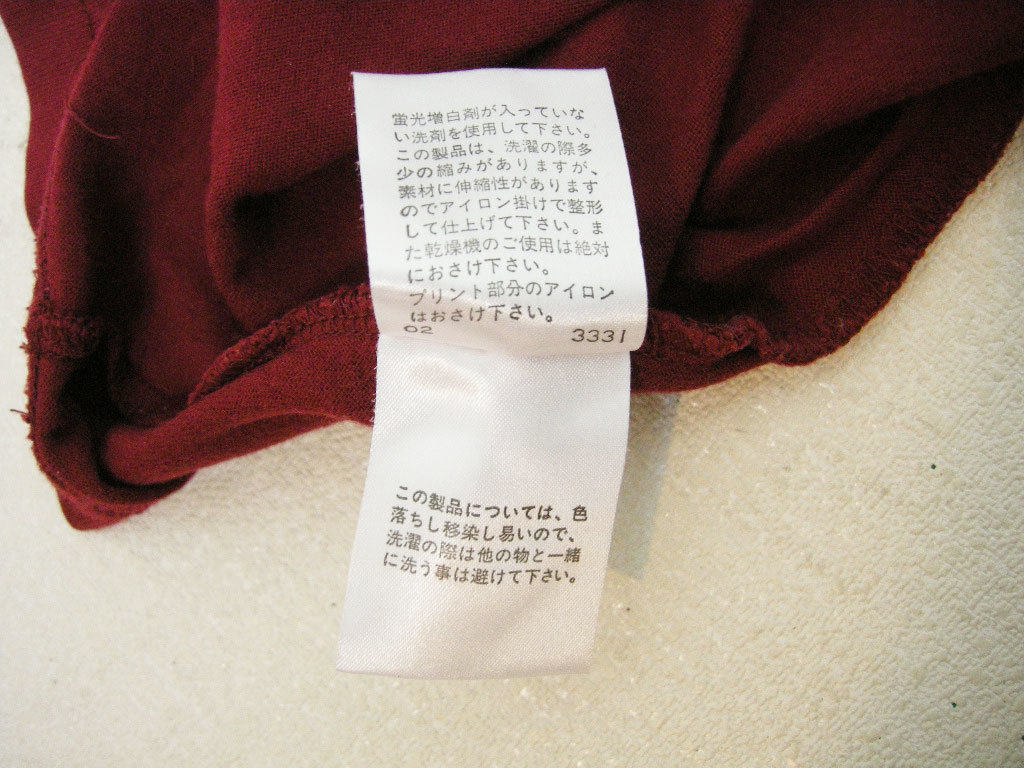 蛍光増白剤が入っていな
い洗剤を使用して下さい。
この製品は、洗濯の際多
少の縮みがありますが、
素材に伸縮性があります
のでアイロン掛けで整形
して仕上げて下さい。ま
た乾燥機のご使用は絶対
におさけ下さい。
プリント部分のアイロン
はおさけ下さい。
02 3331
この製品については、色
落ちし移染し易いので、
洗濯の際は他の物と一緒
に洗う事は避けて下さい。